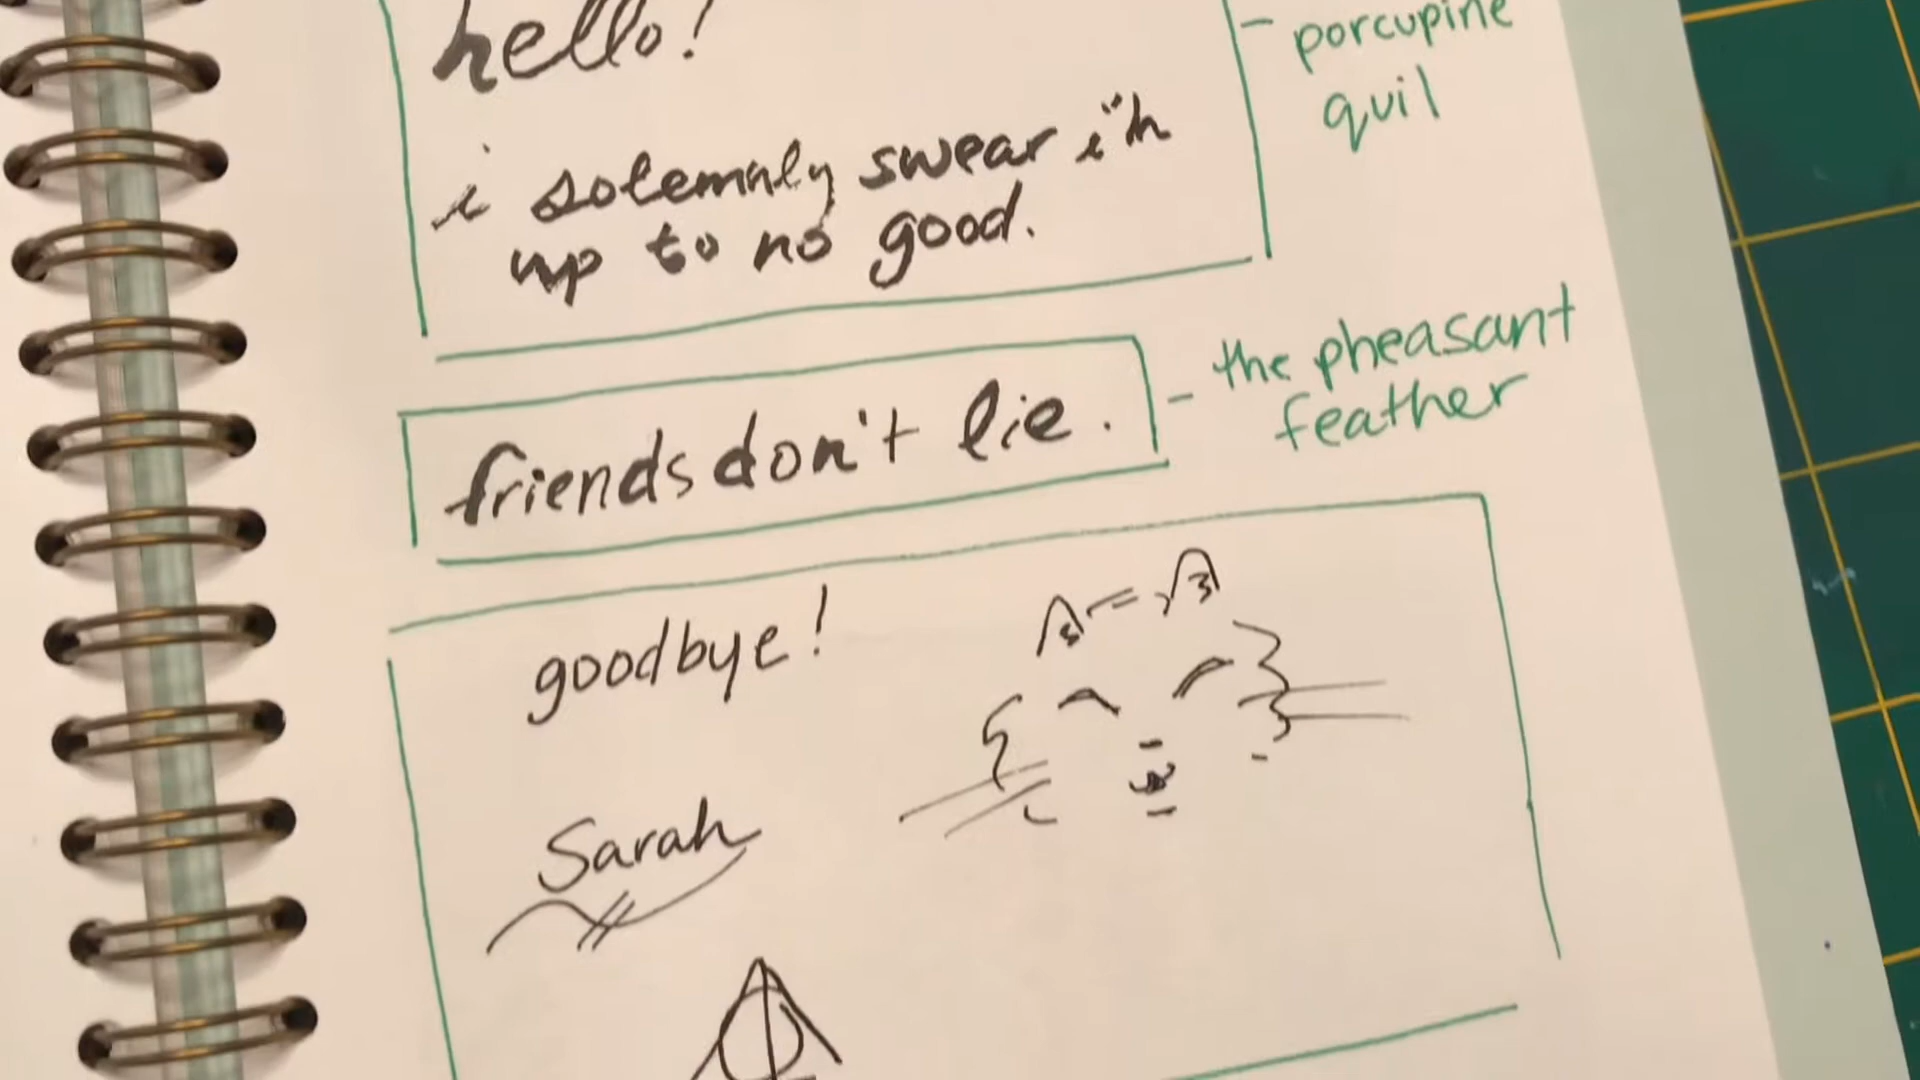 hello!
- porcupine
quil
i solemnly swear i'm
up to no good.
friends don't lie.
- the pheasant
feather
goodbye!
Sarah